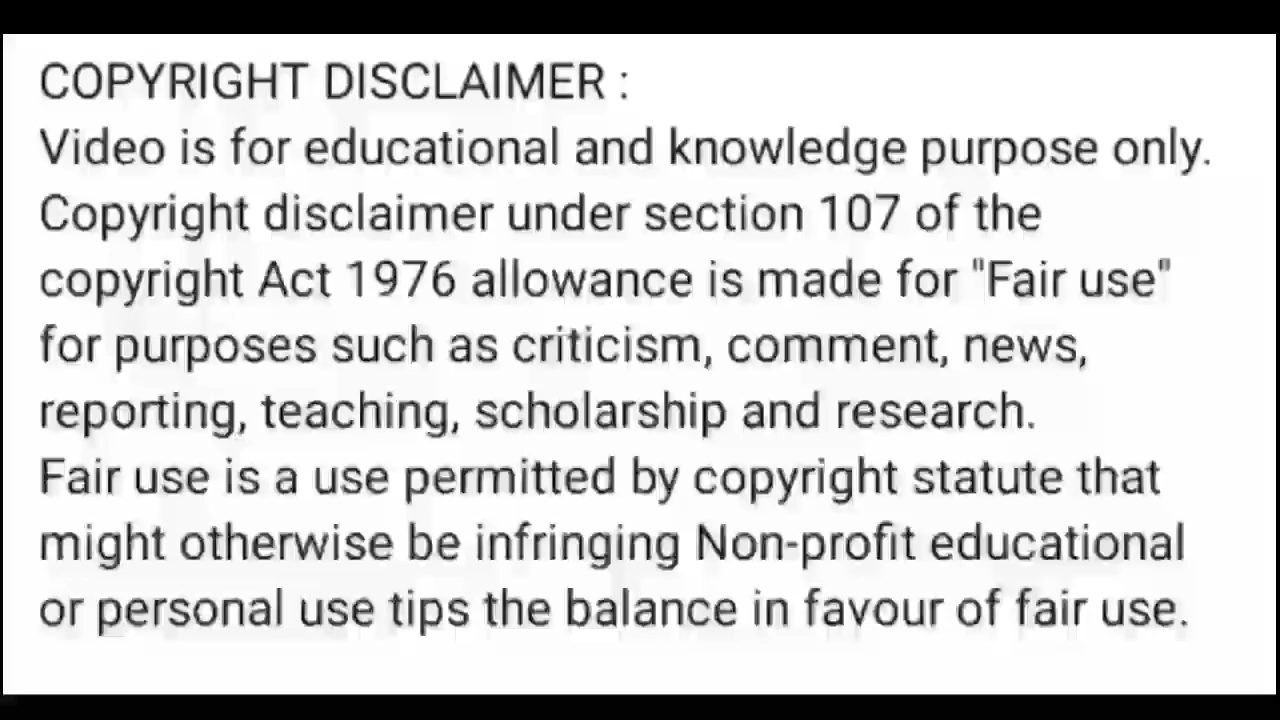 COPYRIGHT DISCLAIMER :
Video is for educational and knowledge purpose only.
Copyright disclaimer under section 107 of the
copyright Act 1976 allowance is made for "Fair use"
for purposes such as criticism, comment, news,
reporting, teaching, scholarship and research.
Fair use is a use permitted by copyright statute that
might otherwise be infringing Non-profit educational
or personal use tips the balance in favour of fair use.